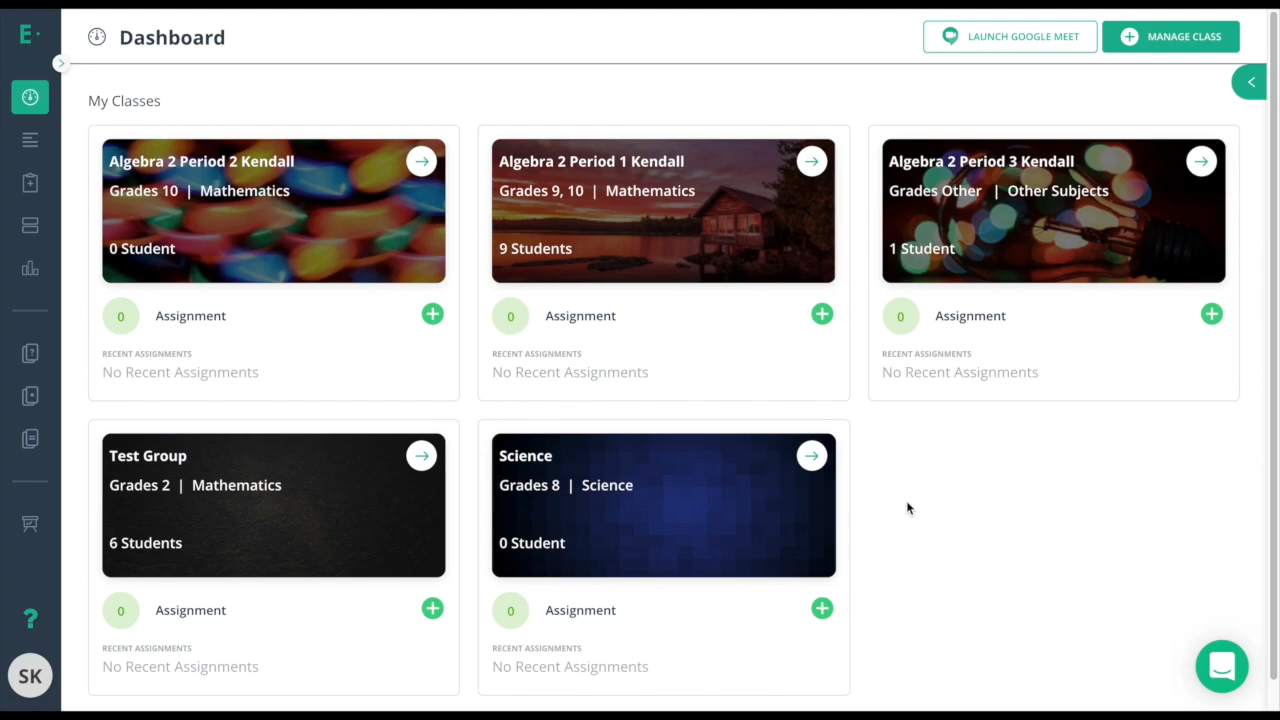 E·
Dashboard
LAUNCH GOOGLE MEET
MANAGE CLASS
My Classes
Algebra 2 Period 2 Kendall
Grades 10 | Mathematics
0 Student
0 Assignment
RECENT ASSIGNMENTS
No Recent Assignments
Algebra 2 Period 1 Kendall
Grades 9, 10 | Mathematics
9 Students
0 Assignment
RECENT ASSIGNMENTS
No Recent Assignments
Algebra 2 Period 3 Kendall
Grades Other | Other Subjects
1 Student
0 Assignment
RECENT ASSIGNMENTS
No Recent Assignments
Test Group
Grades 2 | Mathematics
6 Students
0 Assignment
RECENT ASSIGNMENTS
No Recent Assignments
Science
Grades 8 | Science
0 Student
0 Assignment
RECENT ASSIGNMENTS
No Recent Assignments
?
SK